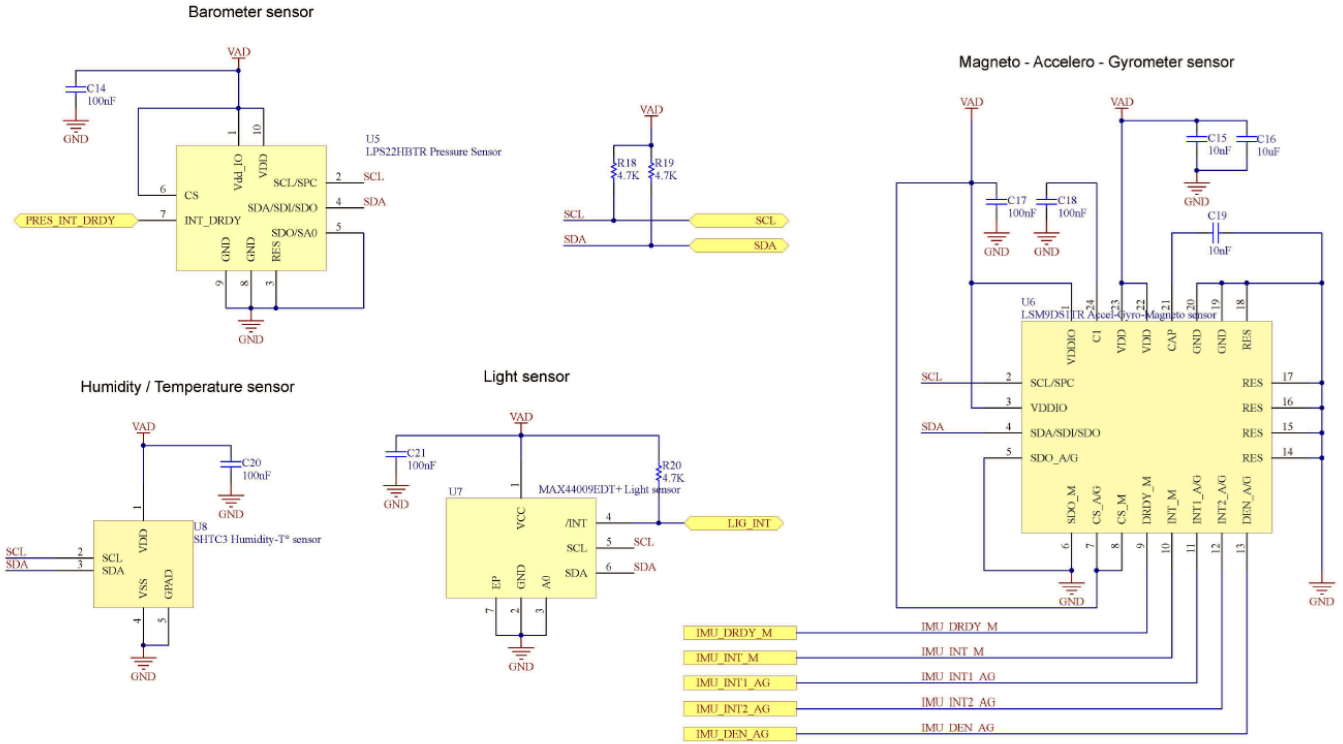 Barometer sensor
VAD
C14
100nF
GND
1
10
U5
LPS22HBTR Pressure Sensor
Vdd_IO
VDD
6
CS
SCL/SPC
2
SCL
SDA/SDI/SDO
4
SDA
PRES_INT_DRDY
7
INT_DRDY
SDO/SA0
5
GND
GND
RES
9
8
3
GND
VAD
R18
4.7K
R19
4.7K
SCL
SCL
SDA
SDA
Magneto - Accelero - Gyrometer sensor
VAD
VAD
C15
10nF
C16
10uF
GND
C17
100nF
C18
100nF
GND
GND
C19
10nF
1
24
23
22
21
20
19
18
U6
LSM9DS1TR Accel-Gyro-Magneto sensor
VDDIO
C1
VDD
VDD
CAP
GND
GND
RES
SCL
2
SCL/SPC
RES
17
3
VDDIO
RES
16
SDA
4
SDA/SDI/SDO
RES
15
5
SDO_A/G
RES
14
SDO_M
CS_A/G
CS_M
DRDY_M
INT_M
INT1_A/G
INT2_A/G
DEN_A/G
6
7
8
9
10
11
12
13
GND
GND
IMU_DRDY_M
IMU_DRDY_M
IMU_INT_M
IMU_INT_M
IMU_INT1_AG
IMU_INT1_AG
IMU_INT2_AG
IMU_INT2_AG
IMU_DEN_AG
IMU_DEN_AG
Humidity / Temperature sensor
VAD
C20
100nF
GND
1
U8
SHTC3 Humidity-T° sensor
VDD
SCL
2
SCL
SDA
3
SDA
VSS
GPAD
4
5
GND
Light sensor
VAD
C21
100nF
GND
R20
4.7K
1
U7
MAX44009EDT+ Light sensor
VCC
/INT
4
LIG_INT
SCL
5
SCL
SDA
6
SDA
EP
GND
A0
7
2
3
GND